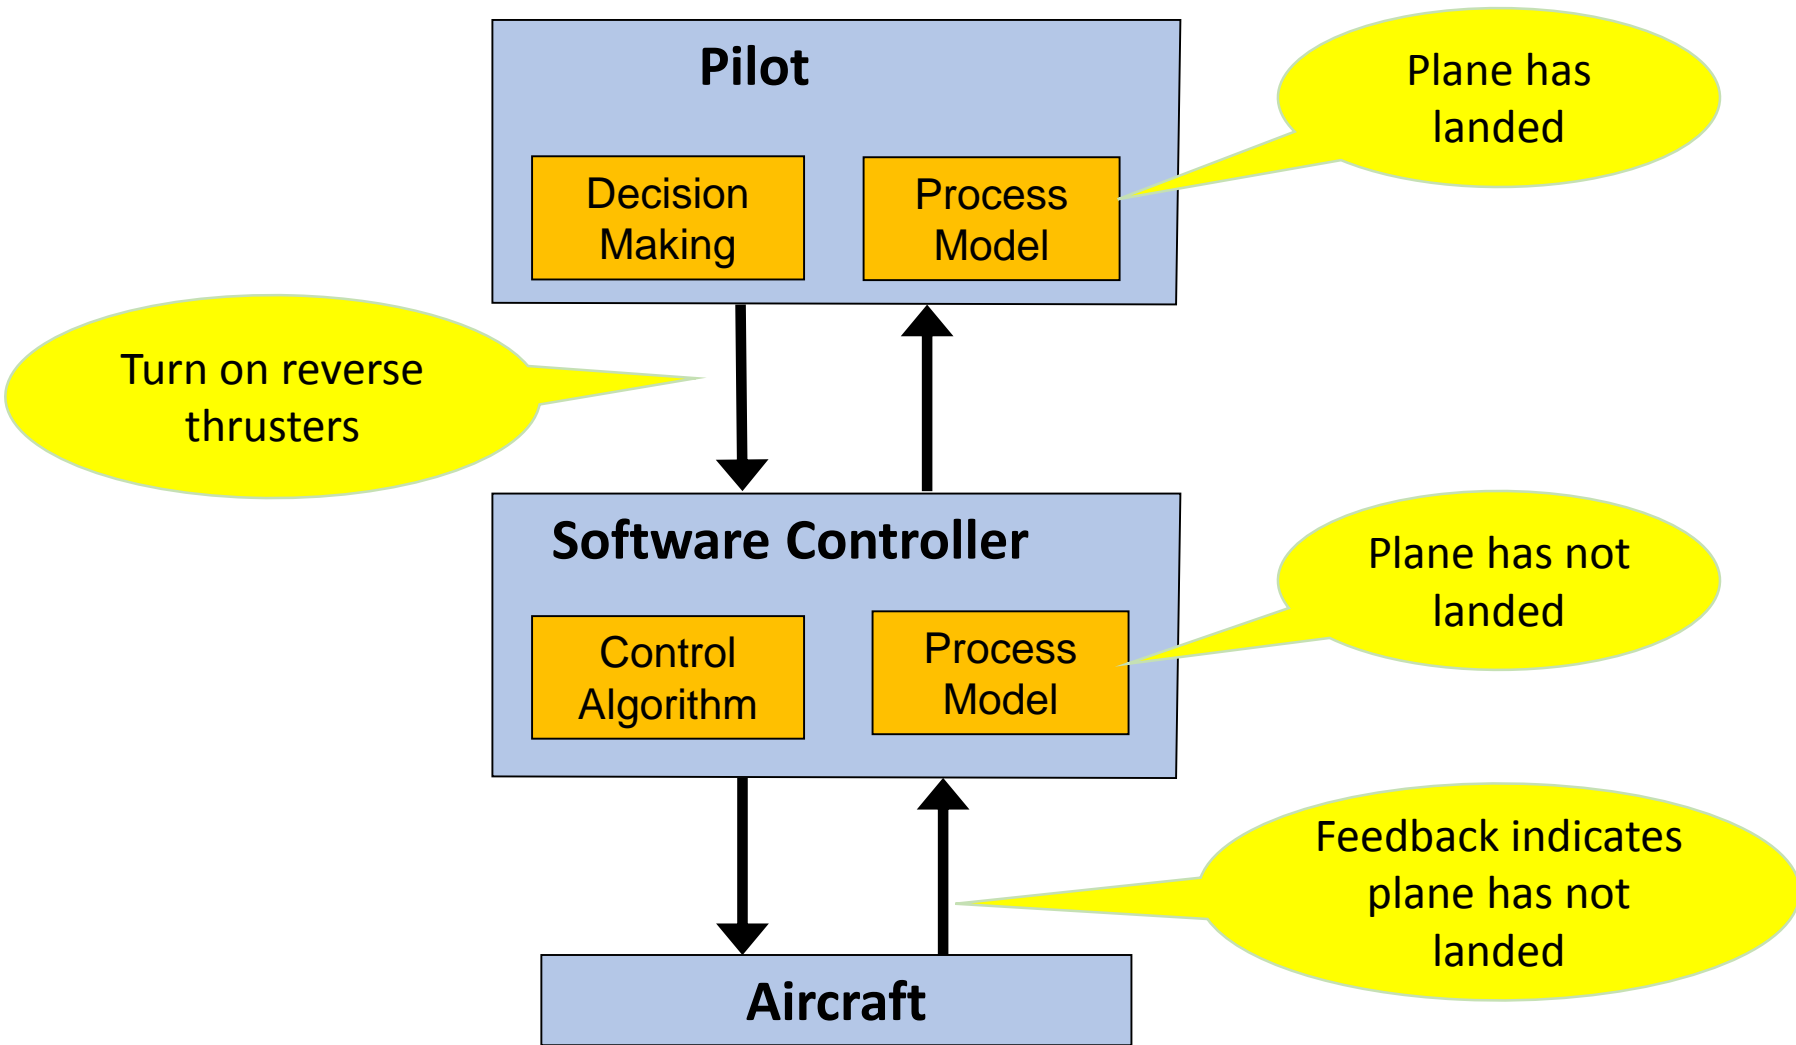 Pilot
Plane has
landed
Decision
Making
Process
Model
Turn on reverse
thrusters
Software Controller
Plane has not
landed
Control
Algorithm
Process
Model
Feedback indicates
plane has not
landed
Aircraft